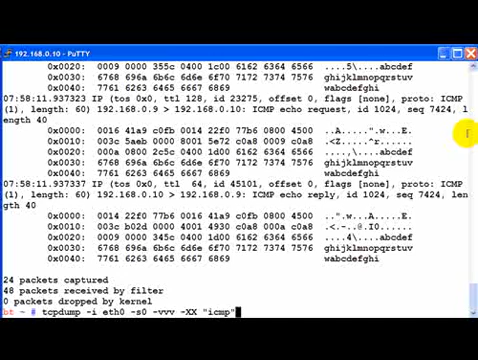 192.168.0.10 - PuTTY
0x0020: 0009 0000 355c 0400 1c00 6162 6364 6566 ....5\....abcdef
0x0030: 6768 696a 6b6c 6d6e 6f70 7172 7374 7576 ghijklmnopqrstuv
0x0040: 7761 6263 6465 6667 6869 wabcdefghi
07:58:11.937323 IP (tos 0x0, ttl 128, id 23275, offset 0, flags [none], proto: ICMP
(1), length: 60) 192.168.0.9 > 192.168.0.10: ICMP echo request, id 1024, seq 7424, l
ength 40
0x0000: 0016 41a9 c0fb 0014 22f0 77b6 0800 4500 ..A.....".w...E.
0x0010: 003c 5aeb 0000 8001 5e72 c0a8 0009 c0a8 .<Z.....^r......
0x0020: 000a 0800 2c5c 0400 1d00 6162 6364 6566 ....,\....abcdef
0x0030: 6768 696a 6b6c 6d6e 6f70 7172 7374 7576 ghijklmnopqrstuv
0x0040: 7761 6263 6465 6667 6869 wabcdefghi
07:58:11.937337 IP (tos 0x0, ttl 64, id 45101, offset 0, flags [none], proto: ICMP
(1), length: 60) 192.168.0.10 > 192.168.0.9: ICMP echo reply, id 1024, seq 7424, len
gth 40
0x0000: 0014 22f0 77b6 0016 41a9 c0fb 0800 4500 ..".w...A.....E.
0x0010: 003c b02d 0000 4001 4930 c0a8 000a c0a8 .<.-..@.I0......
0x0020: 0009 0000 345c 0400 1d00 6162 6364 6566 ....4\....abcdef
0x0030: 6768 696a 6b6c 6d6e 6f70 7172 7374 7576 ghijklmnopqrstuv
0x0040: 7761 6263 6465 6667 6869 wabcdefghi
24 packets captured
48 packets received by filter
0 packets dropped by kernel
bt ~ # tcpdump -i eth0 -s0 -vvv -XX "icmp"